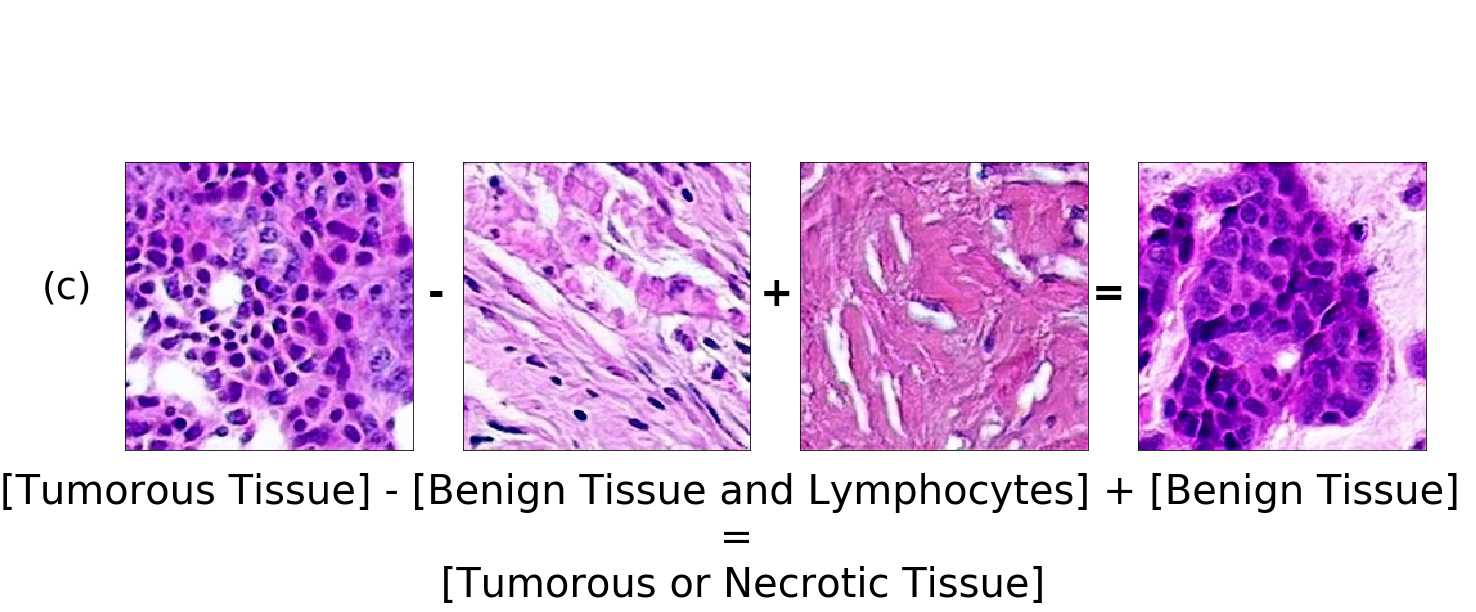 (c) - + =
[Tumorous Tissue] - [Benign Tissue and Lymphocytes] + [Benign Tissue]
=
[Tumorous or Necrotic Tissue]